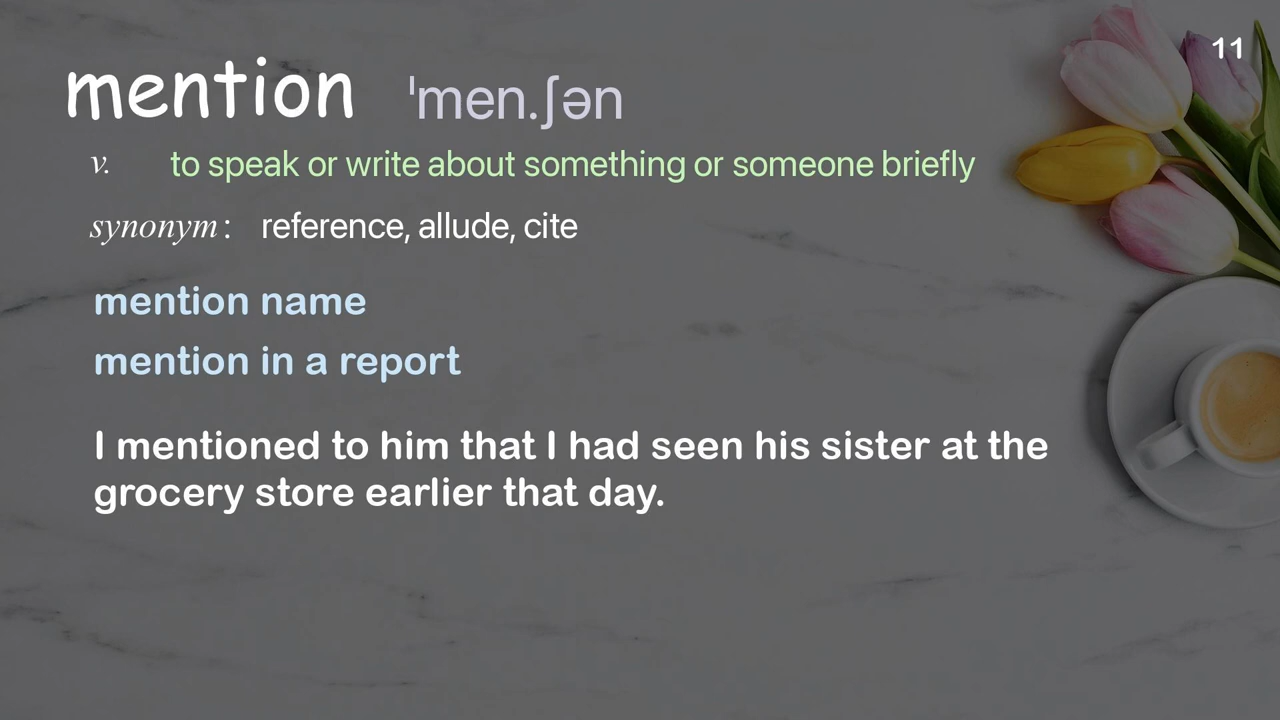 11
mention ˈmen.ʃən
v. to speak or write about something or someone briefly
synonym: reference, allude, cite
mention name
mention in a report
I mentioned to him that I had seen his sister at the
grocery store earlier that day.